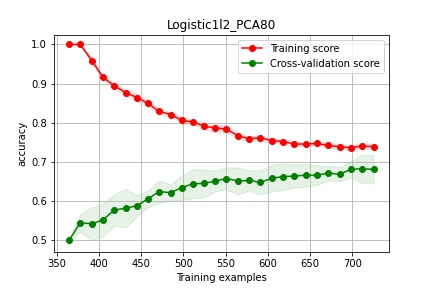 Logistic1l2_PCA80
Training score
Cross-validation score
accuracy
1.0
0.9
0.8
0.7
0.6
0.5
350 400 450 500 550 600 650 700
Training examples